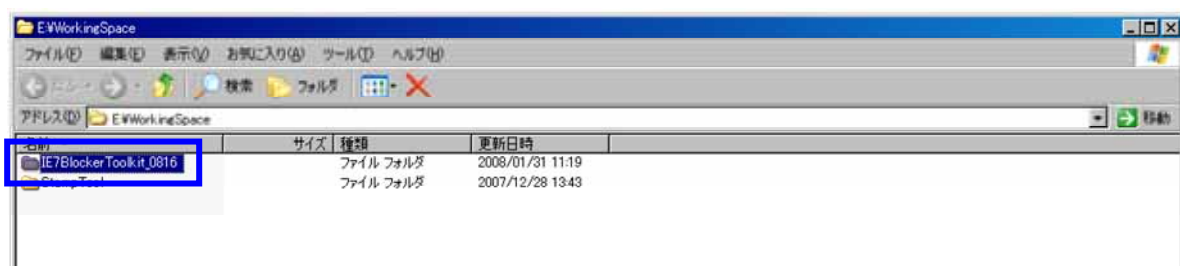 E:¥WorkingSpace
ファイル(F) 編集(E) 表示(V) お気に入り(A) ツール(T) ヘルプ(H)
戻る 検索 フォルダ
アドレス(D) E:¥WorkingSpace 移動
名前 サイズ 種類 更新日時
IE7BlockerToolkit_0816 ファイル フォルダ 2008/01/31 11:19
StampTool ファイル フォルダ 2007/12/28 13:43